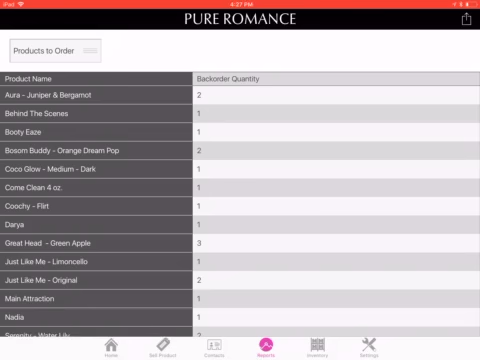 iPad
4:27 PM
PURE ROMANCE
Products to Order
Product Name Backorder Quantity
Aura - Juniper & Bergamot 2
Behind The Scenes 1
Booty Eaze 1
Bosom Buddy - Orange Dream Pop 2
Coco Glow - Medium - Dark 1
Come Clean 4 oz. 1
Coochy - Flirt 1
Darya 1
Great Head - Green Apple 3
Just Like Me - Limoncello 1
Just Like Me - Original 2
Main Attraction 1
Nadia 1
Serenity - Water Lily 2
Home Sell Product Contacts Reports Inventory Settings